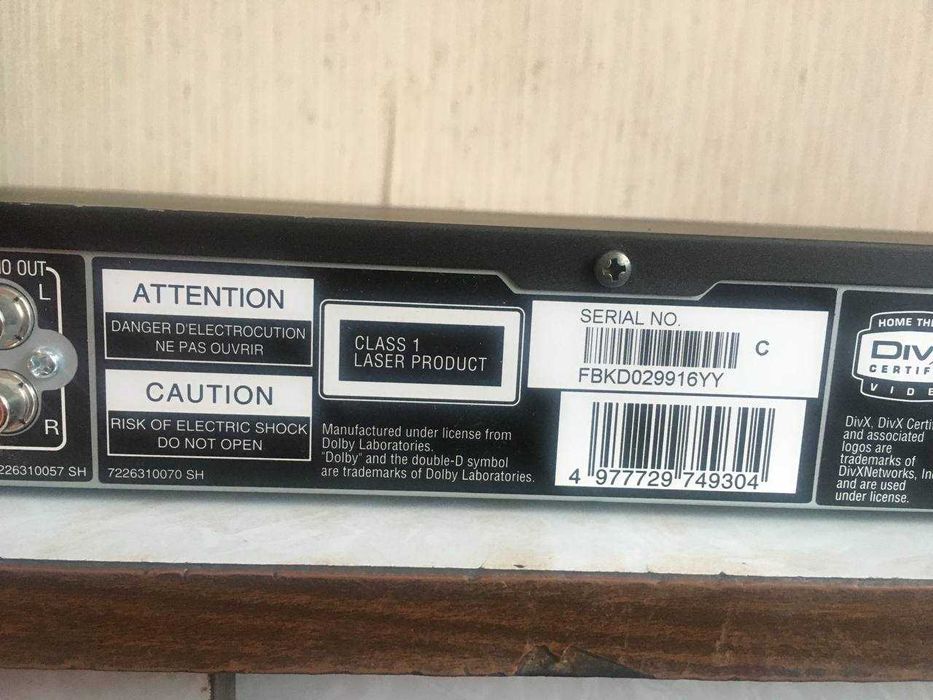 OUT
L
R
226310057 SH
ATTENTION
DANGER D'ELECTROCUTION
NE PAS OUVRIR
CAUTION
RISK OF ELECTRIC SHOCK
DO NOT OPEN
7226310070 SH
CLASS 1
LASER PRODUCT
Manufactured under license from
Dolby Laboratories.
"Dolby" and the double-D symbol
are trademarks of Dolby Laboratories.
SERIAL NO.
C
FBKD029916YY
4 977729 749304
HOME THE
DIV
CERTIF
VIDE
DivX, DivX Certi
and associated
logos are
trademarks of
DivXNetworks, In
and are used
under license.